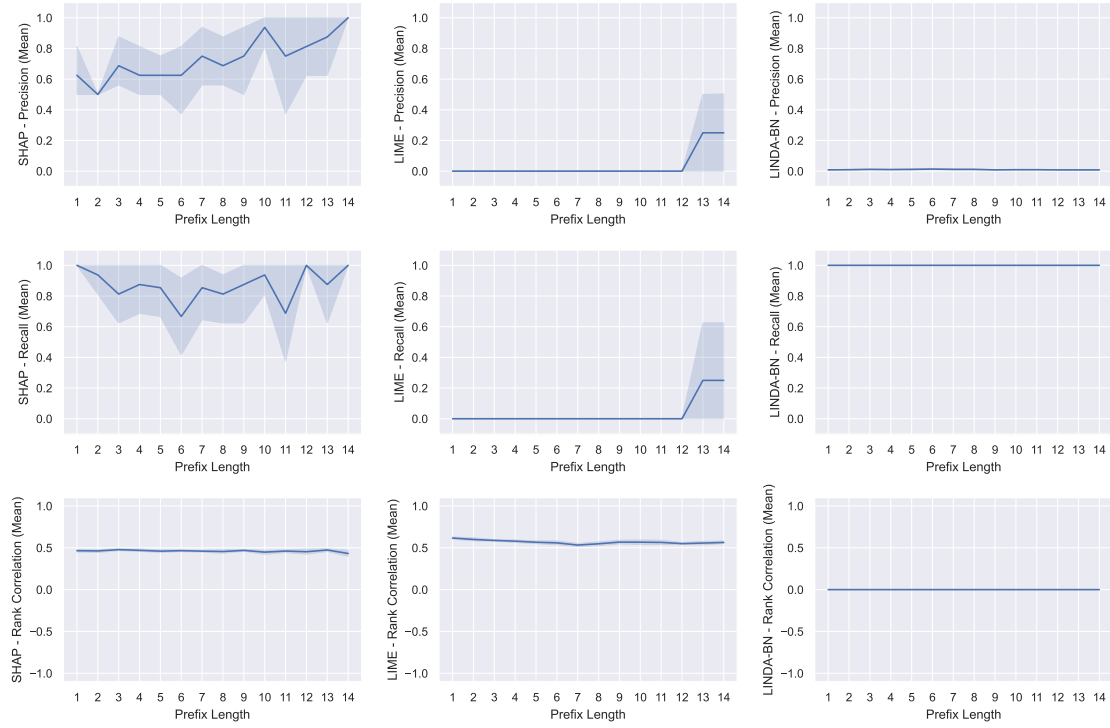 SHAP - Precision (Mean)
1.0
0.8
0.6
0.4
0.2
0.0
1 2 3 4 5 6 7 8 9 10 11 12 13 14
Prefix Length
LIME - Precision (Mean)
1.0
0.8
0.6
0.4
0.2
0.0
1 2 3 4 5 6 7 8 9 10 11 12 13 14
Prefix Length
LINDA-BN - Precision (Mean)
1.0
0.8
0.6
0.4
0.2
0.0
1 2 3 4 5 6 7 8 9 10 11 12 13 14
Prefix Length
SHAP - Recall (Mean)
1.0
0.8
0.6
0.4
0.2
0.0
1 2 3 4 5 6 7 8 9 10 11 12 13 14
Prefix Length
LIME - Recall (Mean)
1.0
0.8
0.6
0.4
0.2
0.0
1 2 3 4 5 6 7 8 9 10 11 12 13 14
Prefix Length
LINDA-BN - Recall (Mean)
1.0
0.8
0.6
0.4
0.2
0.0
1 2 3 4 5 6 7 8 9 10 11 12 13 14
Prefix Length
SHAP - Rank Correlation (Mean)
1.0
0.5
0.0
−0.5
−1.0
1 2 3 4 5 6 7 8 9 10 11 12 13 14
Prefix Length
LIME - Rank Correlation (Mean)
1.0
0.5
0.0
−0.5
−1.0
1 2 3 4 5 6 7 8 9 10 11 12 13 14
Prefix Length
LINDA-BN - Rank Correlation (Mean)
1.0
0.5
0.0
−0.5
−1.0
1 2 3 4 5 6 7 8 9 10 11 12 13 14
Prefix Length